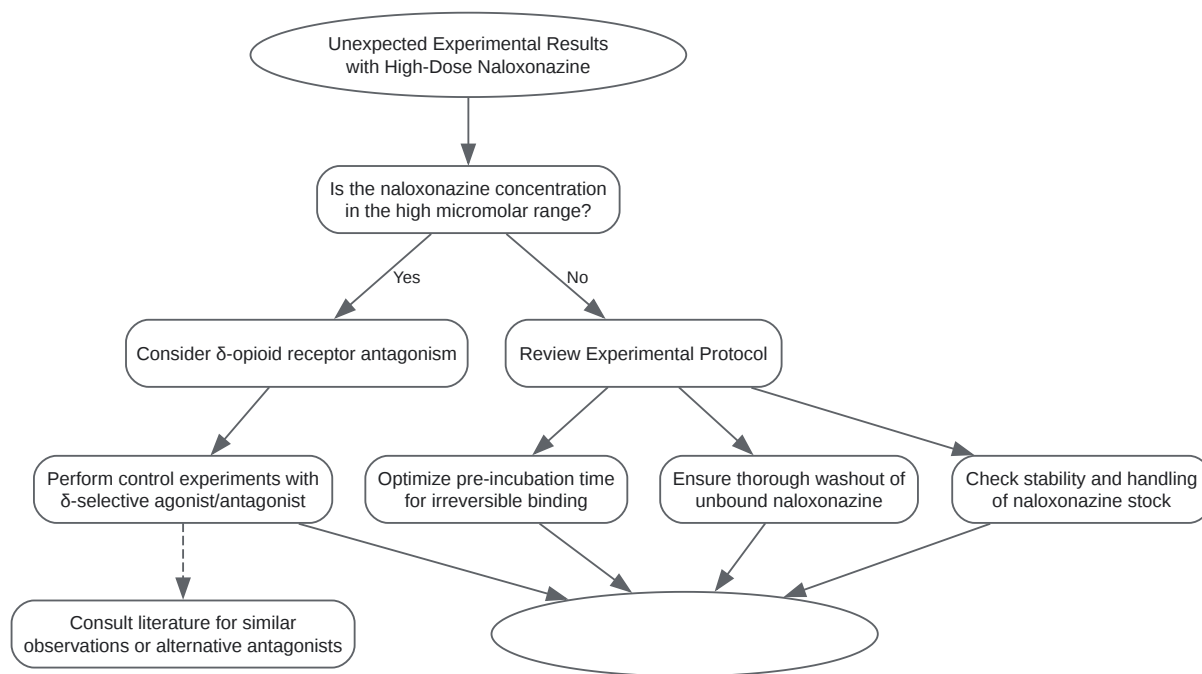 Unexpected Experimental Results
with High-Dose Naloxonazine
Is the naloxonazine concentration
in the high micromolar range?
Yes
No
Consider δ-opioid receptor antagonism
Review Experimental Protocol
Perform control experiments with
δ-selective agonist/antagonist
Optimize pre-incubation time
for irreversible binding
Ensure thorough washout of
unbound naloxonazine
Check stability and handling
of naloxonazine stock
Consult literature for similar
observations or alternative antagonists